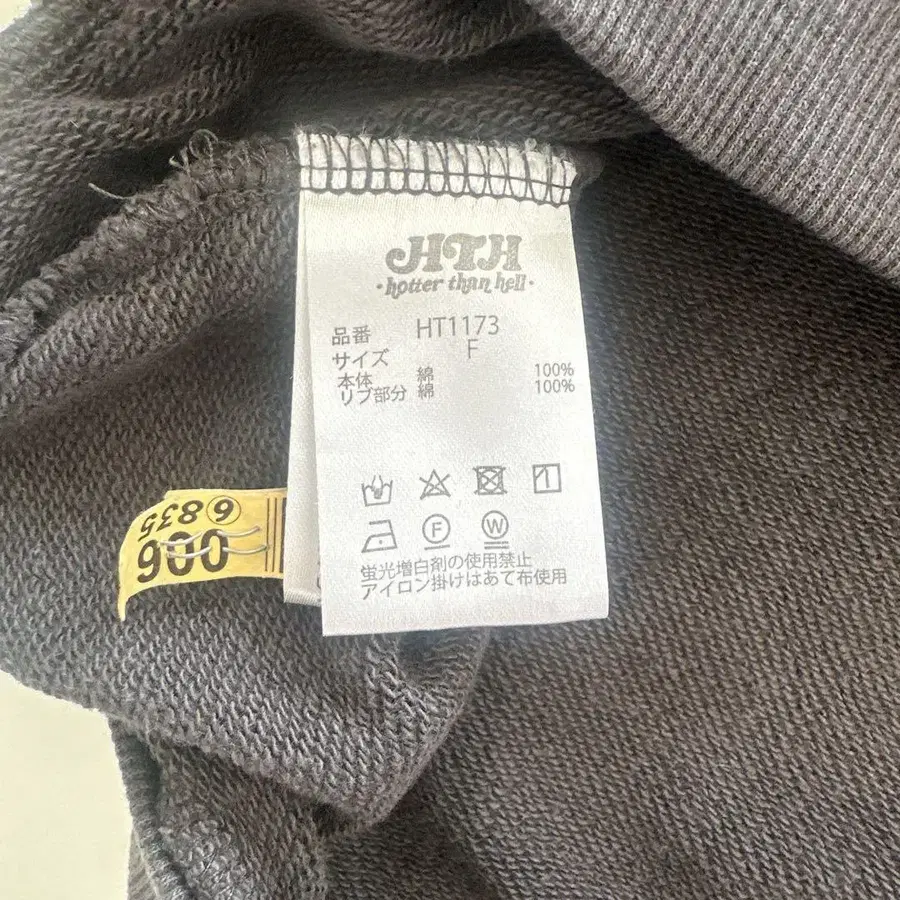 HTH
·hotter than hell·
品番 HT1173
サイズ F
本体 綿 100%
リブ部分 綿 100%
F W
蛍光増白剤の使用禁止
アイロン掛けはあて布使用
⑥835
006